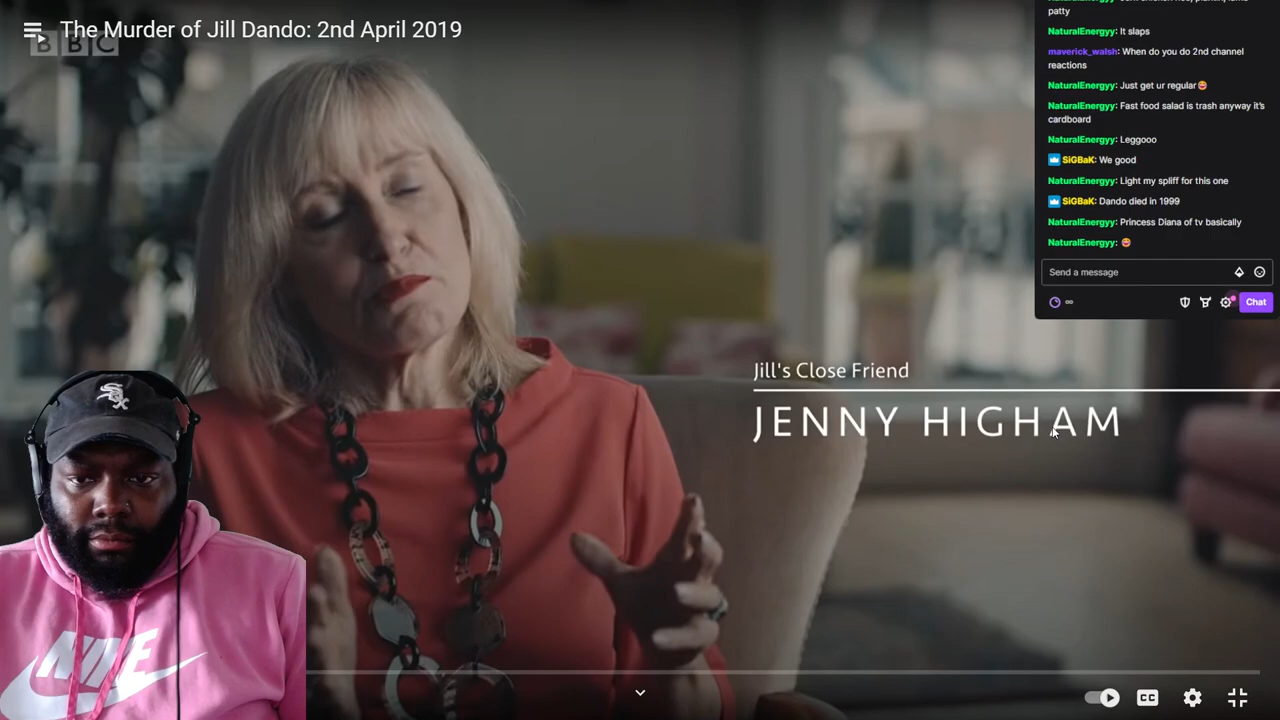 The Murder of Jill Dando: 2nd April 2019
BBC
patty
NaturalEnergyy: It slaps
maverick_walsh: When do you do 2nd channel
reactions
NaturalEnergyy: Just get ur regular
NaturalEnergyy: Fast food salad is trash anyway it's
cardboard
NaturalEnergyy: Leggooo
SiGBaK: We good
NaturalEnergyy: Light my spliff for this one
SiGBaK: Dando died in 1999
NaturalEnergyy: Princess Diana of tv basically
NaturalEnergyy:
Send a message
Chat
Jill's Close Friend
JENNY HIGHAM
Sox
NIKE
CC